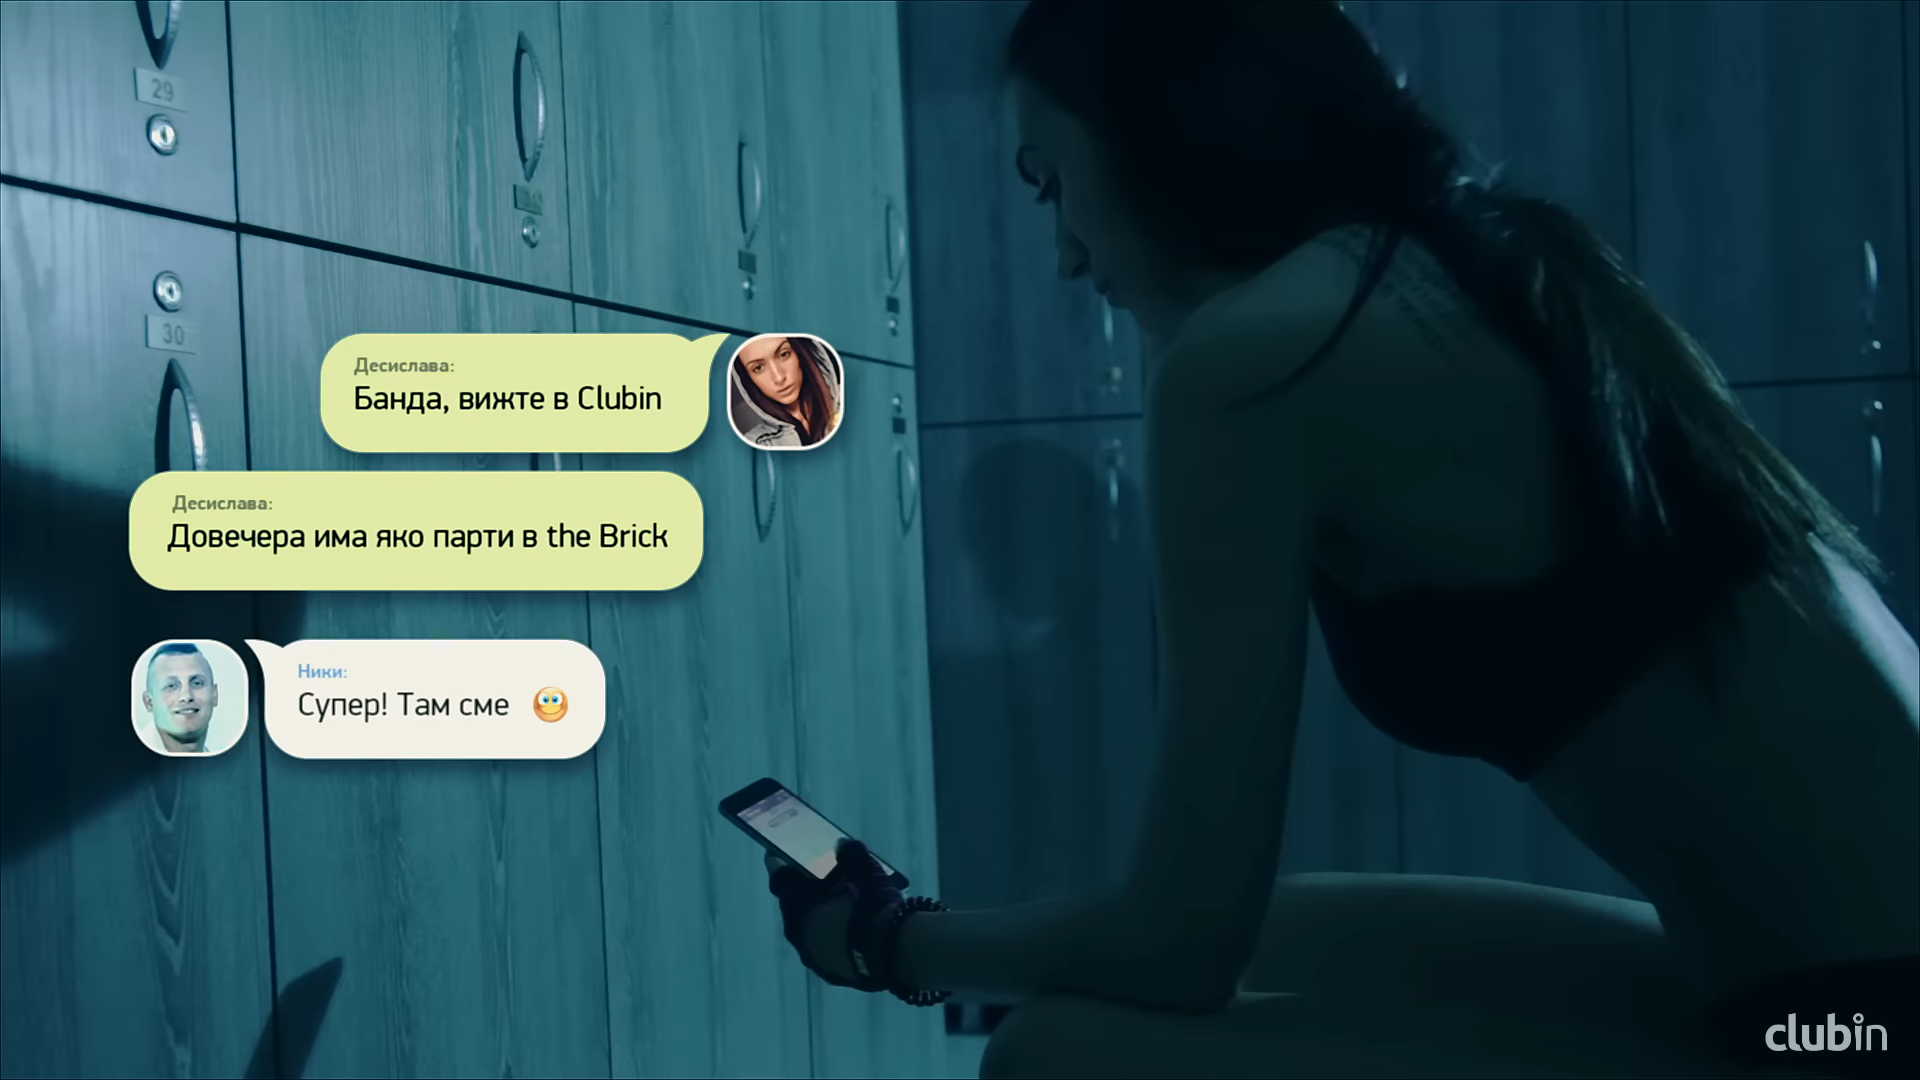 29
30
Десислава:
Банда, вижте в Clubin
Десислава:
Довечера има яко парти в the Brick
Ники:
Супер! Там сме
clubin